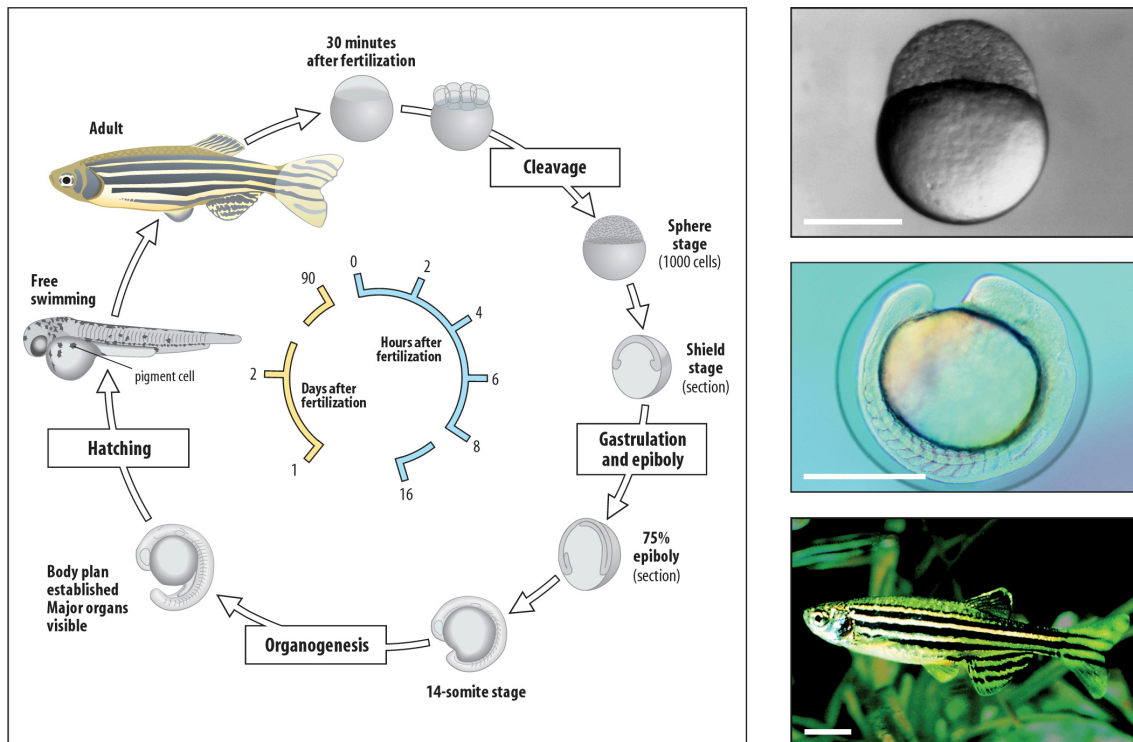 30 minutes
after fertilization
Adult
Cleavage
Sphere
stage
(1000 cells)
Free
swimming
pigment cell
0
2
4
6
8
16
Hours after
fertilization
90
2
1
Days after
fertilization
Shield
stage
(section)
Hatching
Gastrulation
and epiboly
75%
epiboly
(section)
Body plan
established
Major organs
visible
Organogenesis
14-somite stage